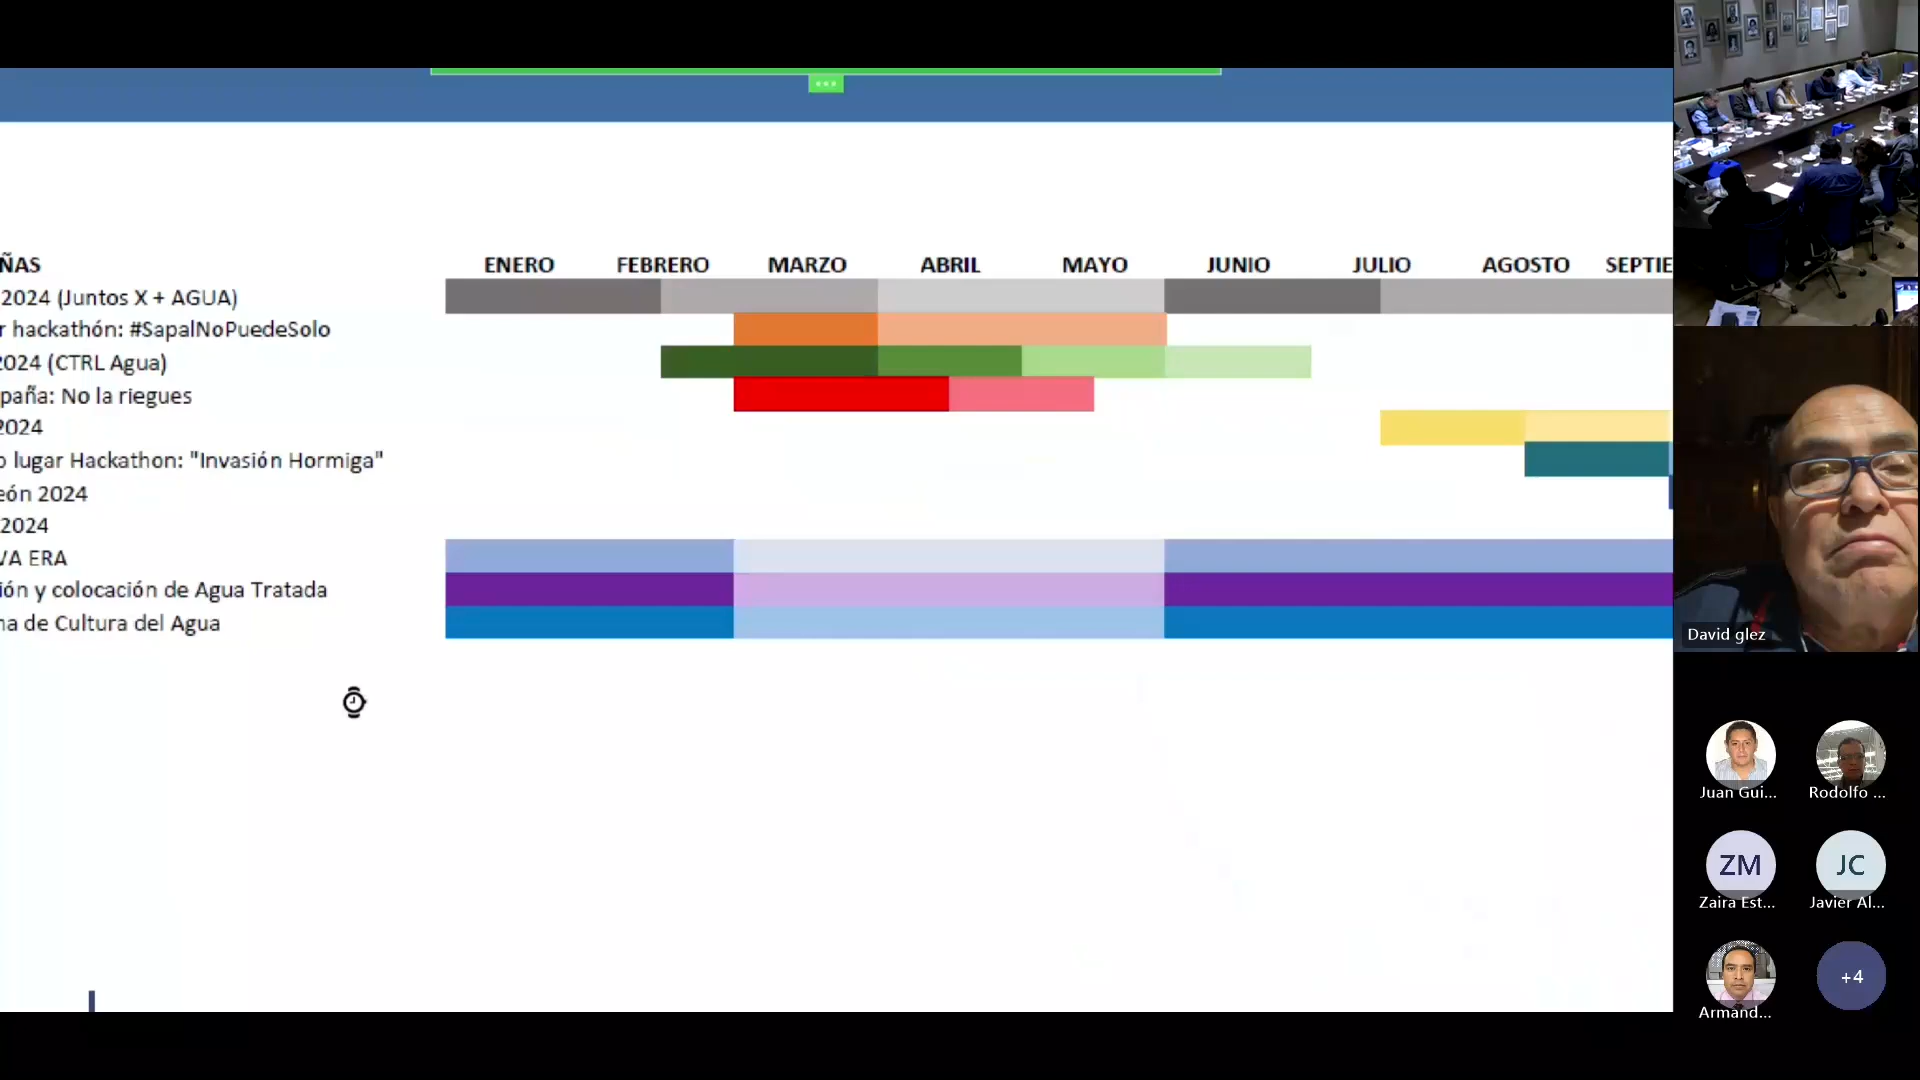 ÑAS ENERO FEBRERO MARZO ABRIL MAYO JUNIO JULIO AGOSTO SEPTIE
2024 (Juntos X + AGUA)
r hackathón: #SapalNoPuedeSolo
2024 (CTRL Agua)
paña: No la riegues
2024
o lugar Hackathon: "Invasión Hormiga"
eón 2024
2024
VA ERA
ión y colocación de Agua Tratada
na de Cultura del Agua
David glez
Juan Gui... Rodolfo ...
ZM JC
Zaira Est... Javier Al...
+4
Armand...